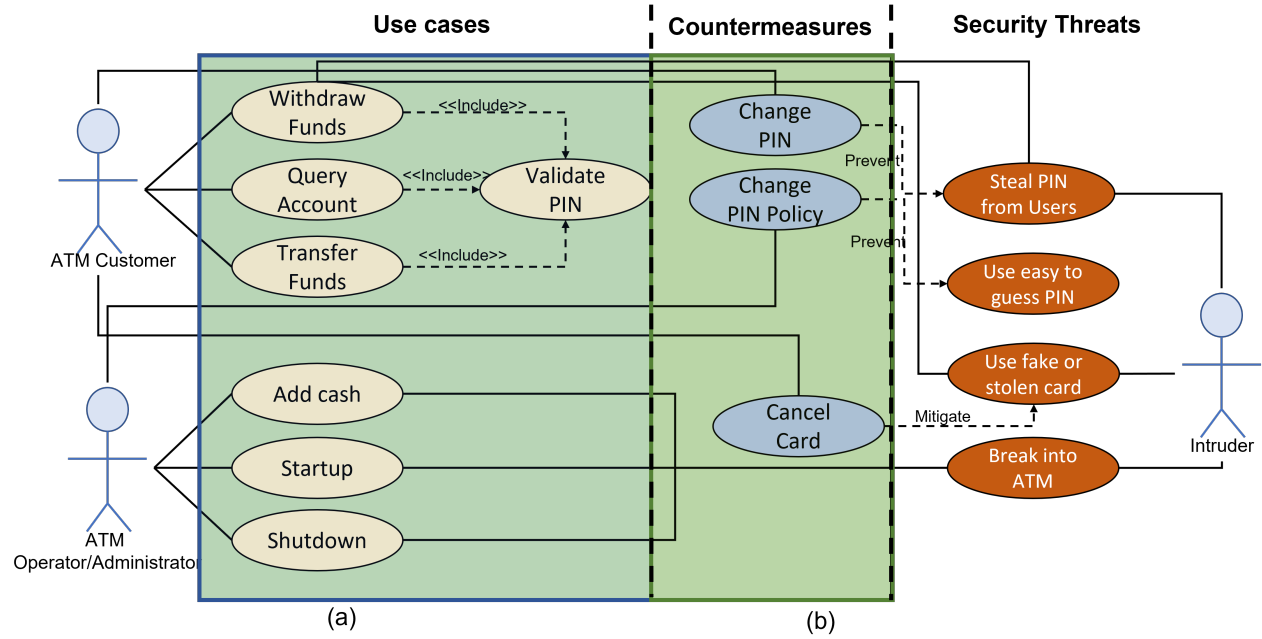 Use cases
Countermeasures
Security Threats
Withdraw
Funds
<<Include>>
Change
PIN
Prevent
Query
Account
<<Include>>
Validate
PIN
Change
PIN Policy
Steal PIN
from Users
Prevent
Transfer
Funds
<<Include>>
ATM Customer
Use easy to
guess PIN
Add cash
Use fake or
stolen card
Cancel
Card
Mitigate
Intruder
Startup
Break into
ATM
Shutdown
ATM
Operator/Administrator
(a)
(b)